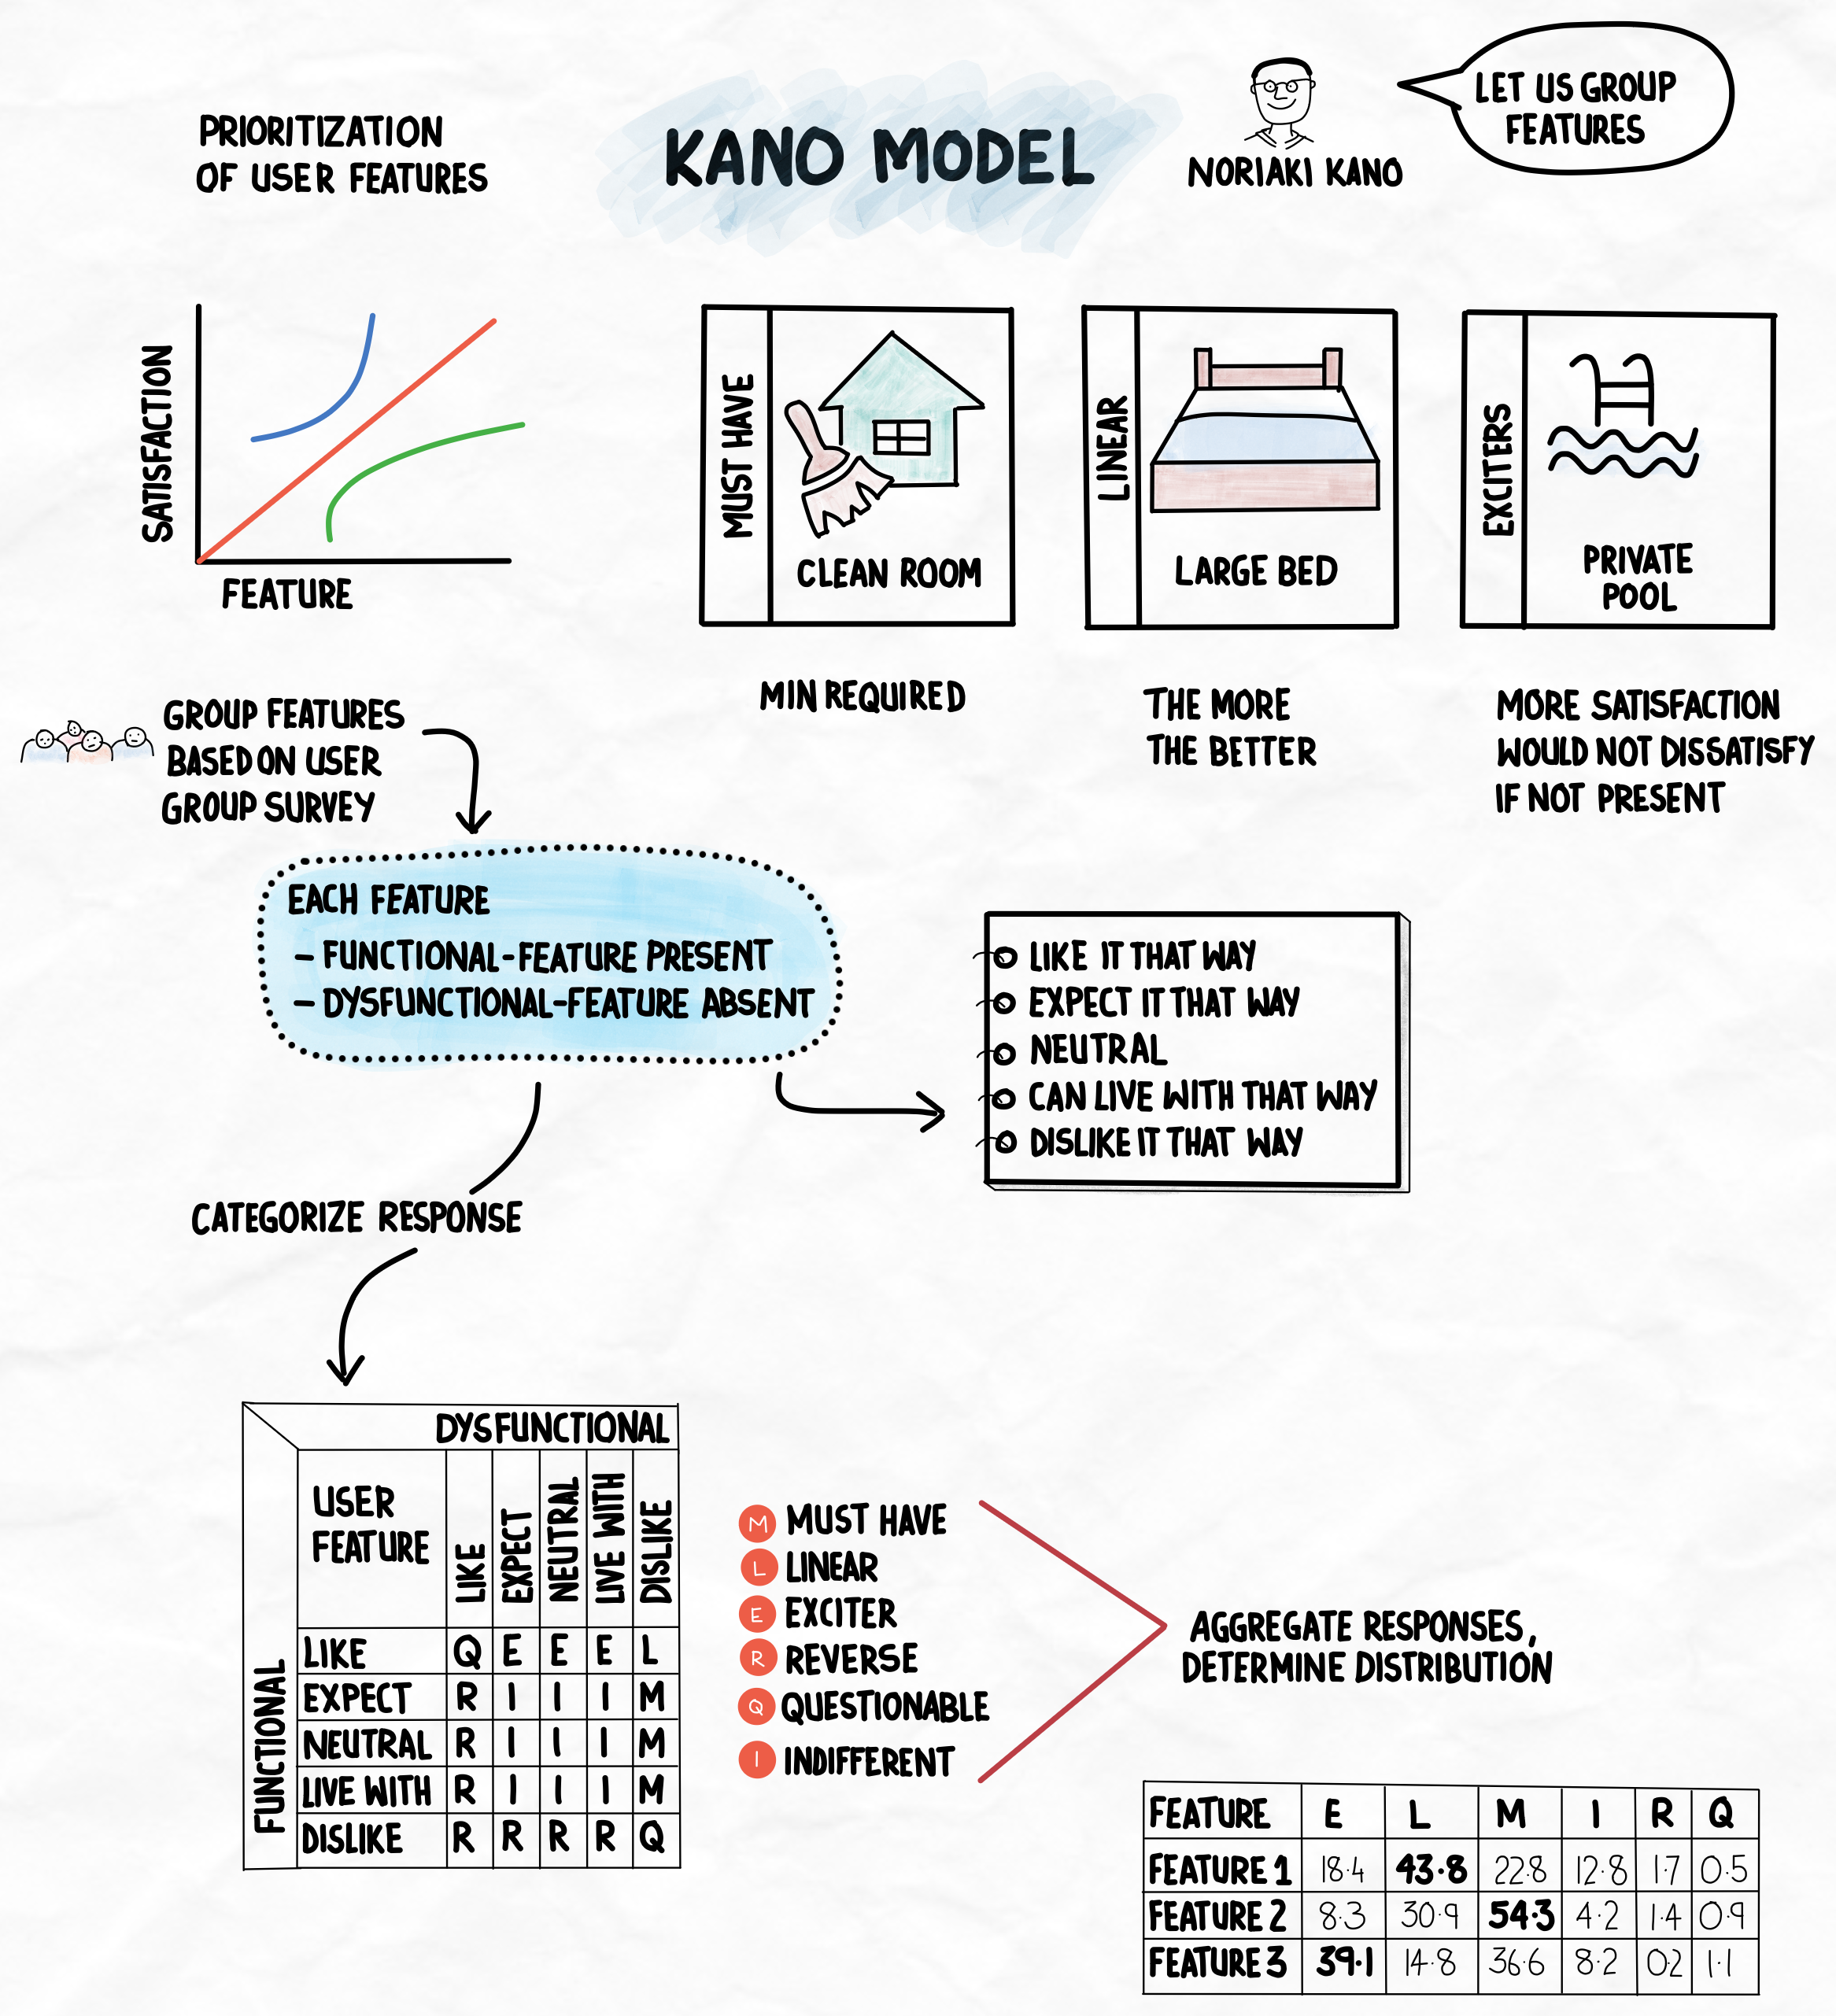 PRIORITIZATION
OF USER FEATURES
KANO MODEL
NORIAKI KANO
LET US GROUP
FEATURES
SATISFACTION
FEATURE
MUST HAVE
CLEAN ROOM
MIN REQUIRED
LINEAR
LARGE BED
THE MORE
THE BETTER
EXCITERS
PRIVATE
POOL
MORE SATISFACTION
WOULD NOT DISSATISFY
IF NOT PRESENT
GROUP FEATURES
BASED ON USER
GROUP SURVEY
EACH FEATURE
- FUNCTIONAL-FEATURE PRESENT
- DYSFUNCTIONAL-FEATURE ABSENT
LIKE IT THAT WAY
EXPECT IT THAT WAY
NEUTRAL
CAN LIVE WITH THAT WAY
DISLIKE IT THAT WAY
CATEGORIZE RESPONSE
DYSFUNCTIONAL
FUNCTIONAL
USER
FEATURE
LIKE EXPECT NEUTRAL LIVE WITH DISLIKE
LIKE Q E E E L
EXPECT R I I I M
NEUTRAL R I I I M
LIVE WITH R I I I M
DISLIKE R R R R Q
M MUST HAVE
L LINEAR
E EXCITER
R REVERSE
Q QUESTIONABLE
I INDIFFERENT
AGGREGATE RESPONSES,
DETERMINE DISTRIBUTION
FEATURE E L M I R Q
FEATURE 1 18.4 43.8 22.8 12.8 1.7 0.5
FEATURE 2 8.3 30.9 54.3 4.2 1.4 0.9
FEATURE 3 39.1 14.8 36.6 8.2 0.2 1.1